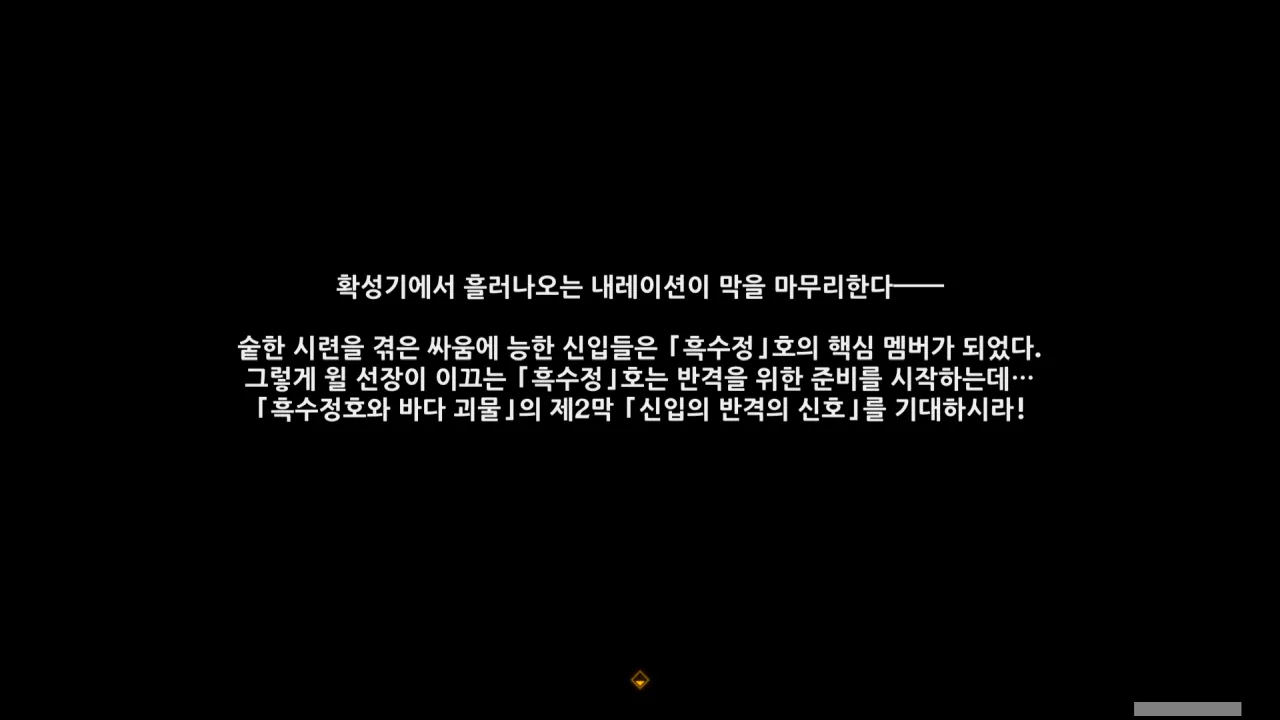 확성기에서 흘러나오는 내레이션이 막을 마무리한다——
숱한 시련을 겪은 싸움에 능한 신입들은 「흑수정」호의 핵심 멤버가 되었다.
그렇게 윌 선장이 이끄는 「흑수정」호는 반격을 위한 준비를 시작하는데…
「흑수정호와 바다 괴물」의 제2막 「신입의 반격의 신호」를 기대하시라!